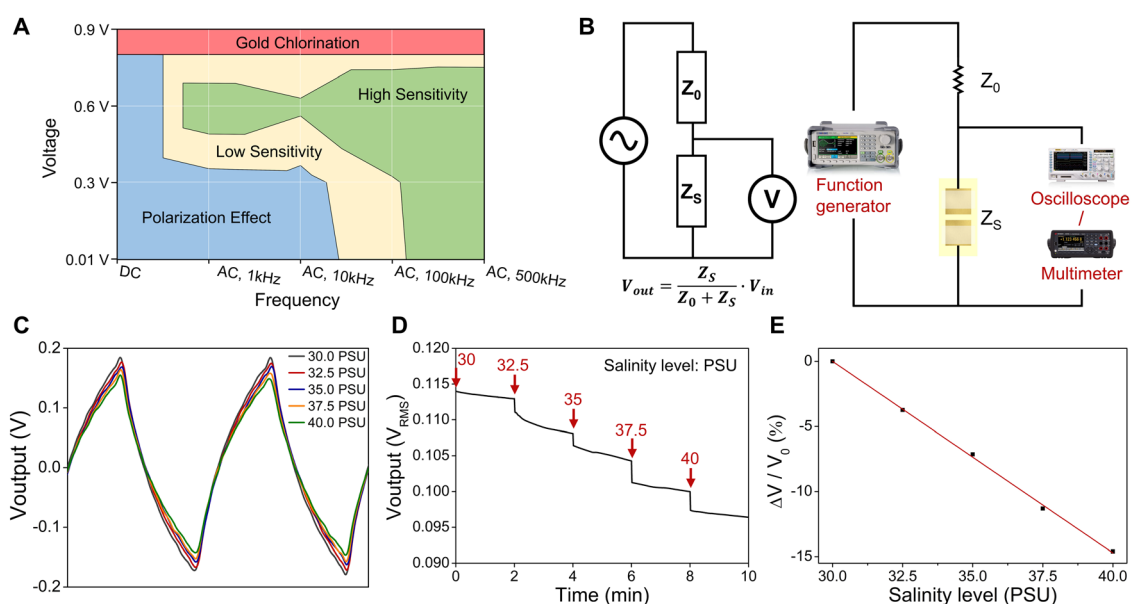 A
0.9 V
0.6 V
0.3 V
0.01 V
Voltage
Gold Chlorination
High Sensitivity
Low Sensitivity
Polarization Effect
DC
AC, 1kHz
AC, 10kHz
AC, 100kHz
AC, 500kHz
Frequency
B
Z0
ZS
V
Vout = ZS / Z0 + ZS · Vin
Function
generator
Z0
ZS
Oscilloscope
/
Multimeter
C
Voutput (V)
0.2
0.1
0.0
-0.1
-0.2
30.0 PSU
32.5 PSU
35.0 PSU
37.5 PSU
40.0 PSU
D
Voutput (VRMS)
0.120
0.115
0.110
0.105
0.100
0.095
0.090
Salinity level: PSU
30
32.5
35
37.5
40
0 2 4 6 8 10
Time (min)
E
ΔV / V0 (%)
0
-5
-10
-15
30.0 32.5 35.0 37.5 40.0
Salinity level (PSU)